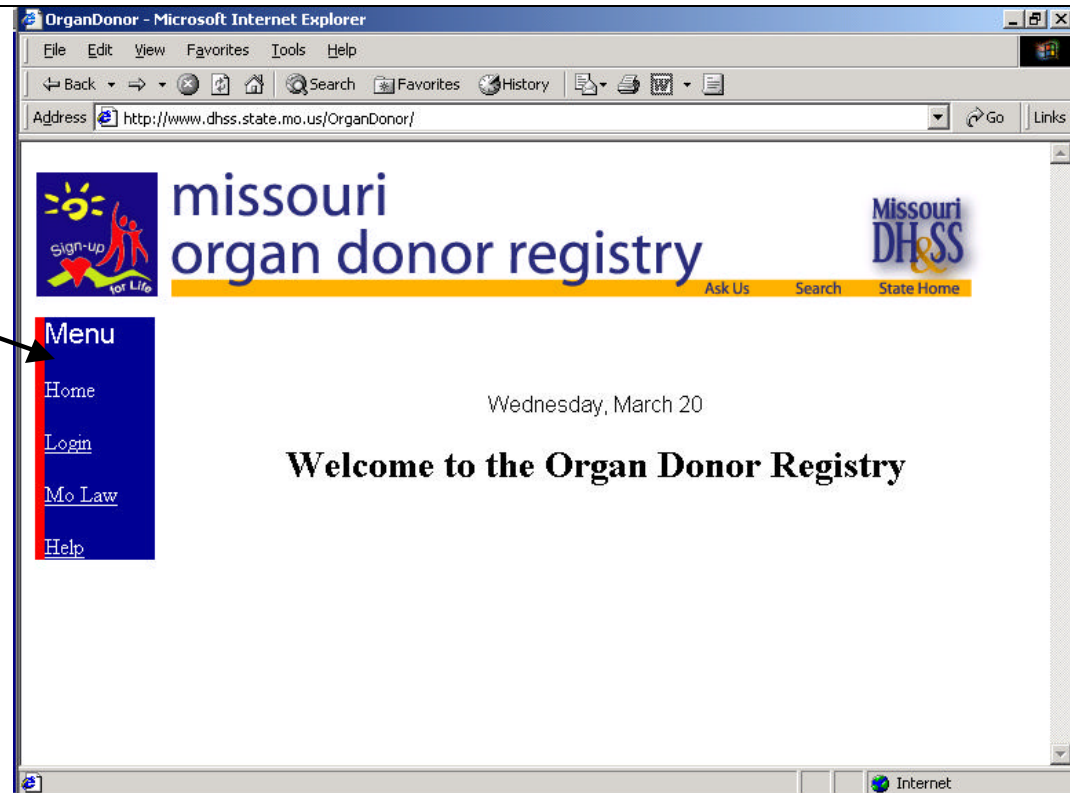 OrganDonor - Microsoft Internet Explorer
File Edit View Favorites Tools Help
Back Search Favorites History
Address http://www.dhss.state.mo.us/OrganDonor/ Go Links
Sign-up
for Life
missouri
organ donor registry
Missouri
DH&SS
Ask Us Search State Home
Menu
Home
Login
Mo Law
Help
Wednesday, March 20
Welcome to the Organ Donor Registry
Internet